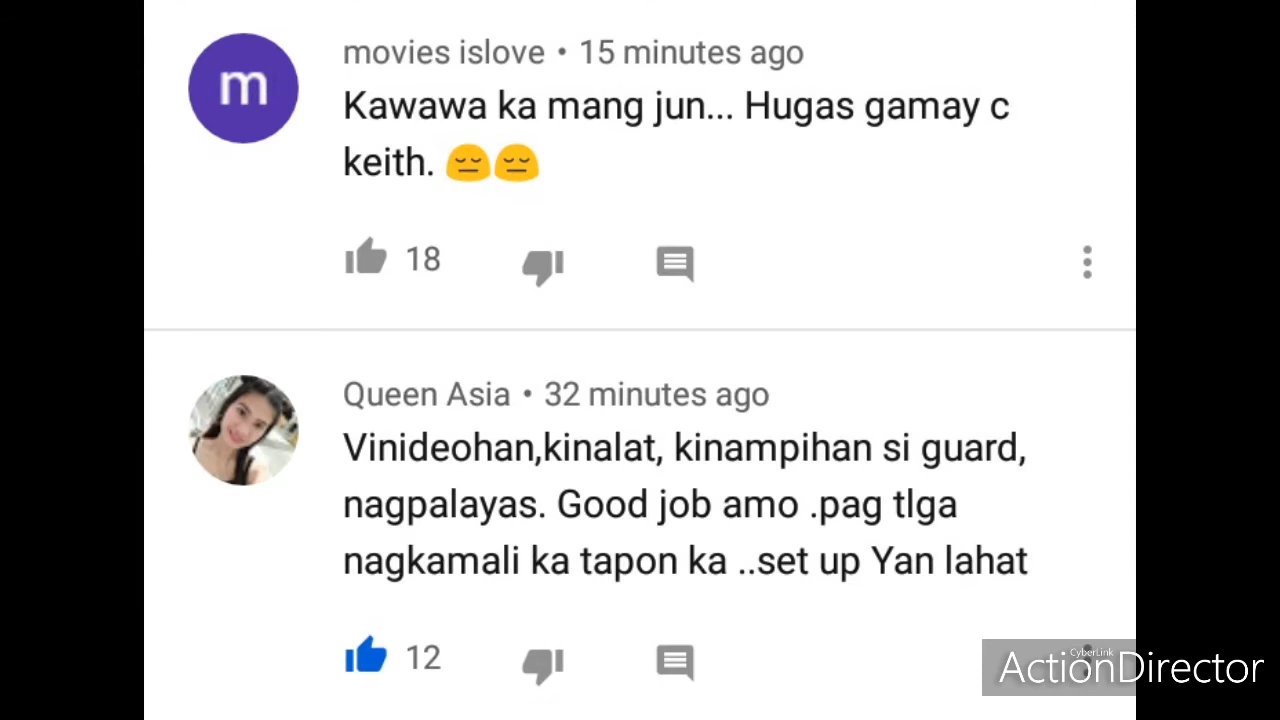 m
movies islove • 15 minutes ago
Kawawa ka mang jun... Hugas gamay c
keith. 😔😔
18
Queen Asia • 32 minutes ago
Vinideohan,kinalat, kinampihan si guard,
nagpalayas. Good job amo .pag tlga
nagkamali ka tapon ka ..set up Yan lahat
12
CyberLink
ActionDirector